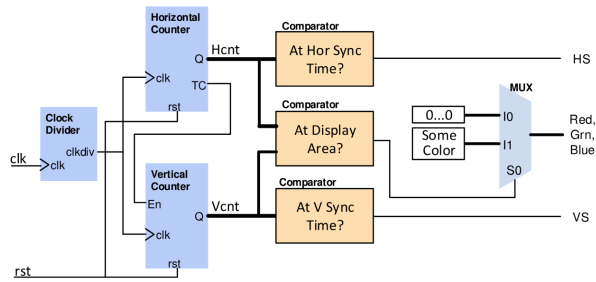 Horizontal
Counter
Q
clk
TC
rst
Hcnt
Comparator
At Hor Sync
Time?
HS
Clock
Divider
clkdiv
clk
clk
Comparator
At Display
Area?
MUX
0...0
I0
Some
Color
I1
S0
Red,
Grn,
Blue
Vertical
Counter
En
Q
clk
rst
Vcnt
Comparator
At V Sync
Time?
VS
rst